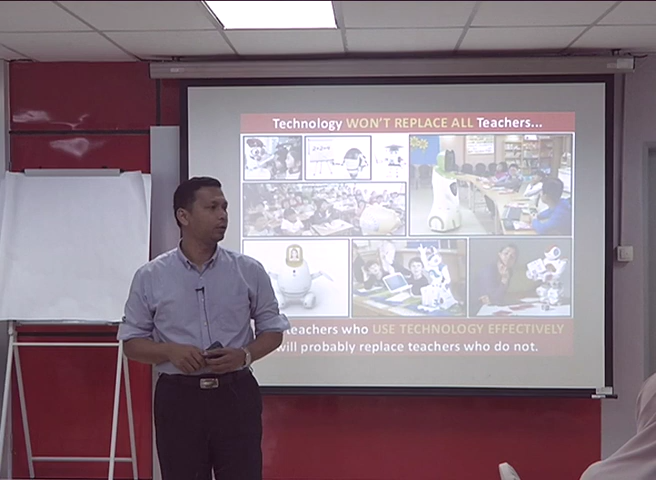 Technology WON'T REPLACE ALL Teachers...
teachers who USE TECHNOLOGY EFFECTIVELY
will probably replace teachers who do not.